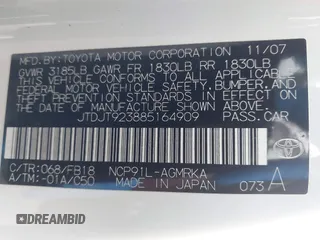 MFD.BY:TOYOTA MOTOR CORPORATION 11/07
GVWR 3185LB GAWR FR 1830LB RR 1830LB
THIS VEHICLE CONFORMS TO ALL APPLICABLE
FEDERAL MOTOR VEHICLE SAFETY, BUMPER, AND
THEFT PREVENTION STANDARDS IN EFFECT ON
THE DATE OF MANUFACTURE SHOWN ABOVE.
JTDJT923885164909 PASS.CAR
C/TR:068/FB18 NCP91L-AGMRKA
A/TM:-01A/C50 MADE IN JAPAN 073A
TOYOTA
© AUTOBIDMD